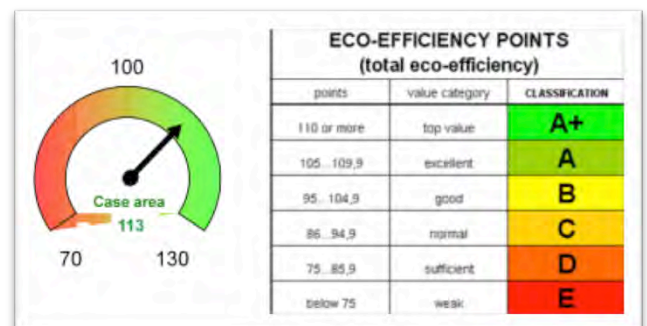 100
Case area
113
70
130
ECO-EFFICIENCY POINTS
(total eco-efficiency)
points value category CLASSIFICATION
110 or more top value A+
105...109,9 excellent A
95...104,9 good B
86...94,9 normal C
75...85,9 sufficient D
below 75 weak E